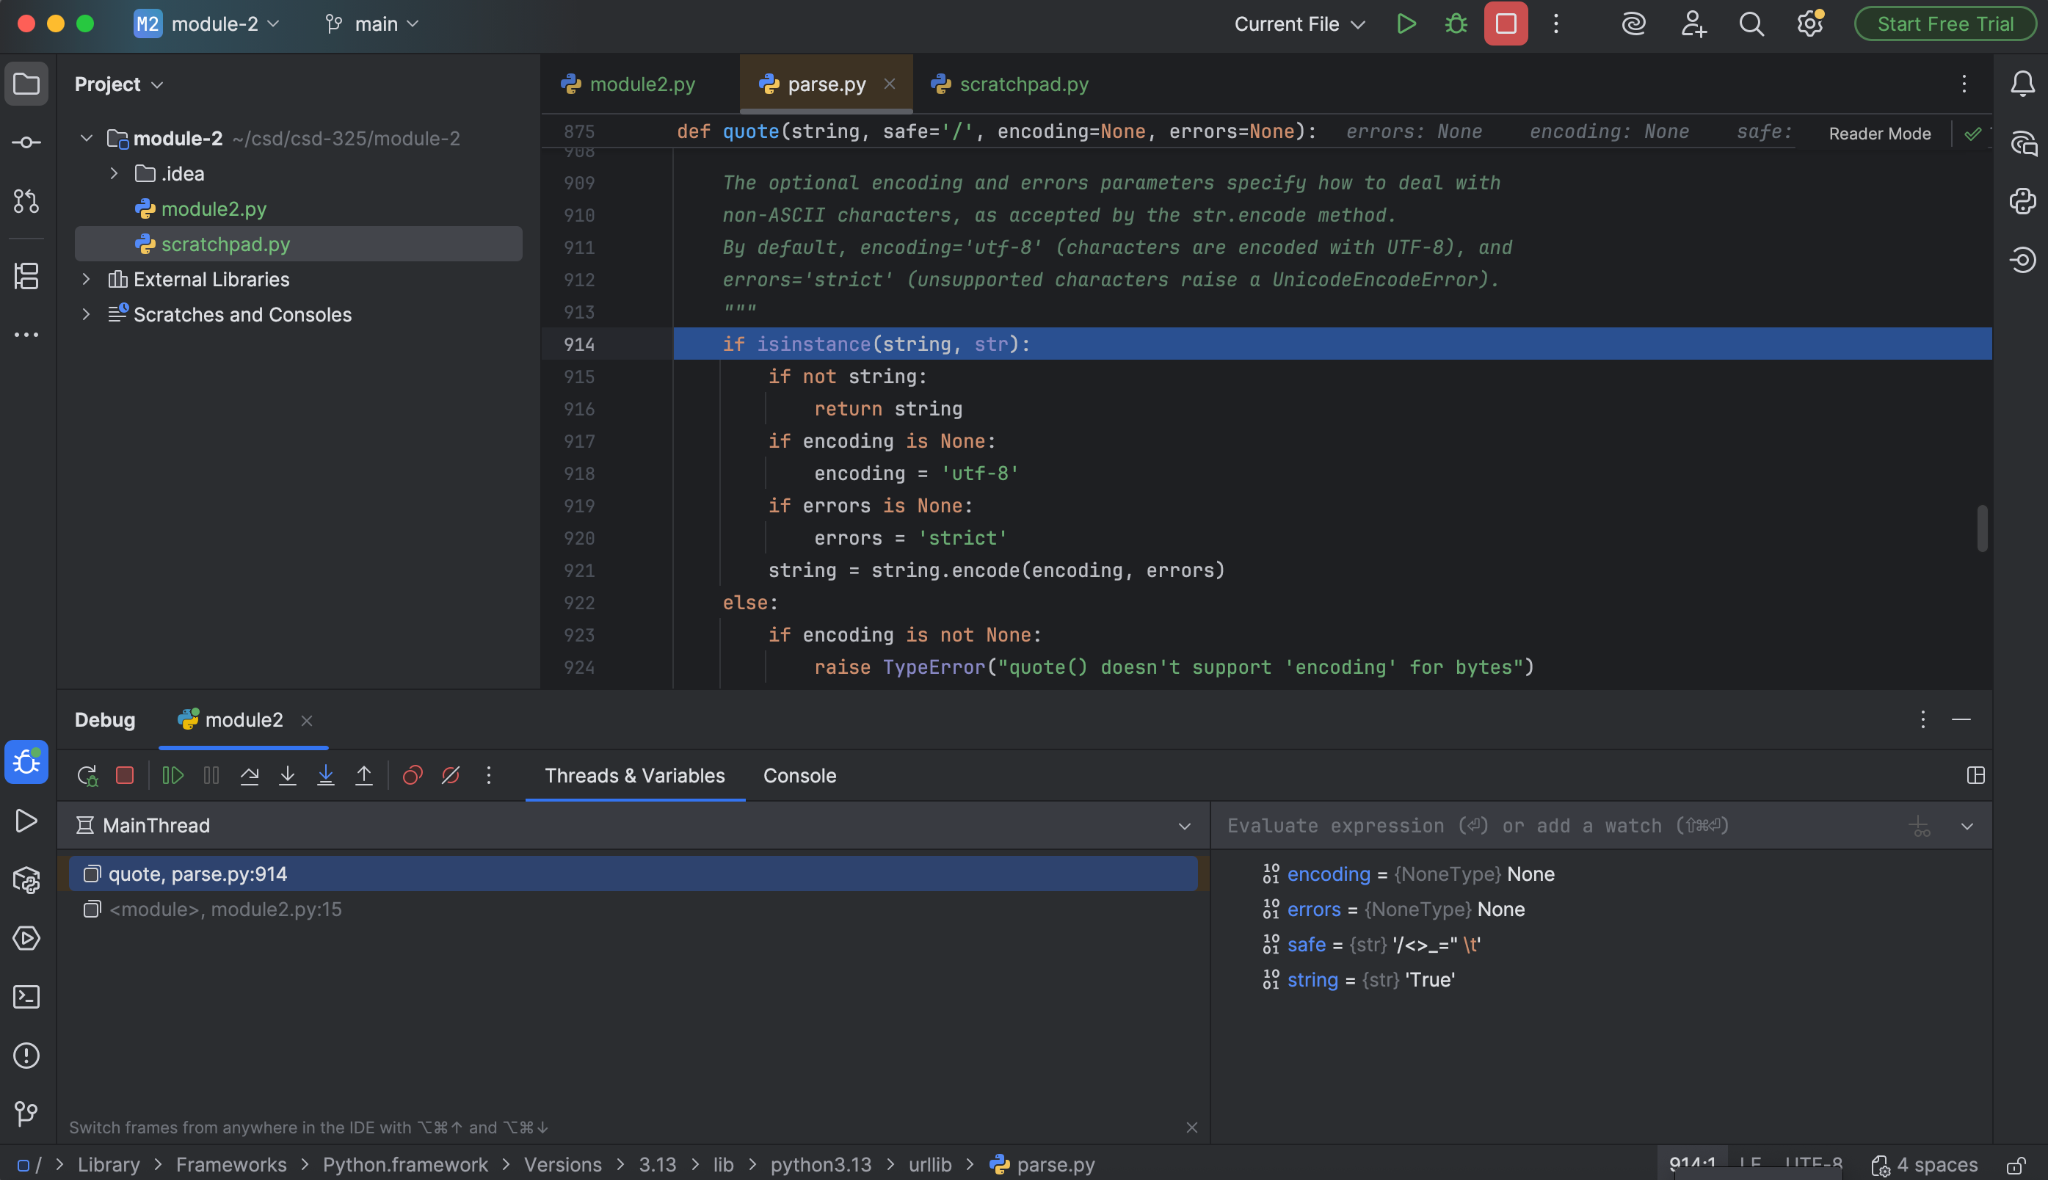 M2 module-2 main Current File Start Free Trial
Project
module-2 ~/csd/csd-325/module-2
.idea
module2.py
scratchpad.py
External Libraries
Scratches and Consoles
module2.py parse.py scratchpad.py
875 def quote(string, safe='/', encoding=None, errors=None): errors: None encoding: None safe: Reader Mode
908
909 The optional encoding and errors parameters specify how to deal with
910 non-ASCII characters, as accepted by the str.encode method.
911 By default, encoding='utf-8' (characters are encoded with UTF-8), and
912 errors='strict' (unsupported characters raise a UnicodeEncodeError).
913 """
914 if isinstance(string, str):
915 if not string:
916 return string
917 if encoding is None:
918 encoding = 'utf-8'
919 if errors is None:
920 errors = 'strict'
921 string = string.encode(encoding, errors)
922 else:
923 if encoding is not None:
924 raise TypeError("quote() doesn't support 'encoding' for bytes")
Debug module2
Threads & Variables Console
MainThread
quote, parse.py:914
<module>, module2.py:15
Evaluate expression (⏎) or add a watch (⇧⌘⏎)
encoding = {NoneType} None
errors = {NoneType} None
safe = {str} '/<>_=" \t'
string = {str} 'True'
Switch frames from anywhere in the IDE with ⌥⌘↑ and ⌥⌘↓
/ > Library > Frameworks > Python.framework > Versions > 3.13 > lib > python3.13 > urllib > parse.py 914:1 LF UTF-8 4 spaces